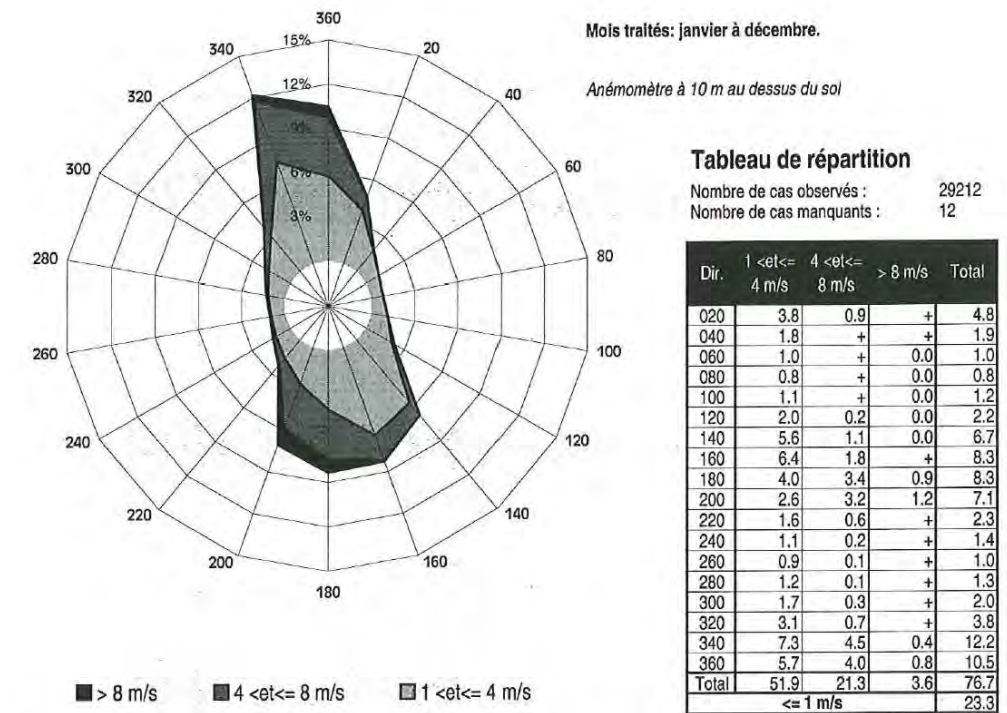 360
20
40
60
80
100
120
140
160
180
200
220
240
260
280
300
320
340
15%
12%
9%
6%
3%
> 8 m/s 4 <et<= 8 m/s 1 <et<= 4 m/s
Mois traités: janvier à décembre.
Anémomètre à 10 m au dessus du sol
Tableau de répartition
Nombre de cas observés : 29212
Nombre de cas manquants : 12
Dir. 1 <et<= 4 m/s 4 <et<= 8 m/s > 8 m/s Total
020 3.8 0.9 + 4.8
040 1.8 + + 1.9
060 1.0 + 0.0 1.0
080 0.8 + 0.0 0.8
100 1.1 + 0.0 1.2
120 2.0 0.2 0.0 2.2
140 5.6 1.1 0.0 6.7
160 6.4 1.8 + 8.3
180 4.0 3.4 0.9 8.3
200 2.6 3.2 1.2 7.1
220 1.6 0.6 + 2.3
240 1.1 0.2 + 1.4
260 0.9 0.1 + 1.0
280 1.2 0.1 + 1.3
300 1.7 0.3 + 2.0
320 3.1 0.7 + 3.8
340 7.3 4.5 0.4 12.2
360 5.7 4.0 0.8 10.5
Total 51.9 21.3 3.6 76.7
<= 1 m/s 23.3